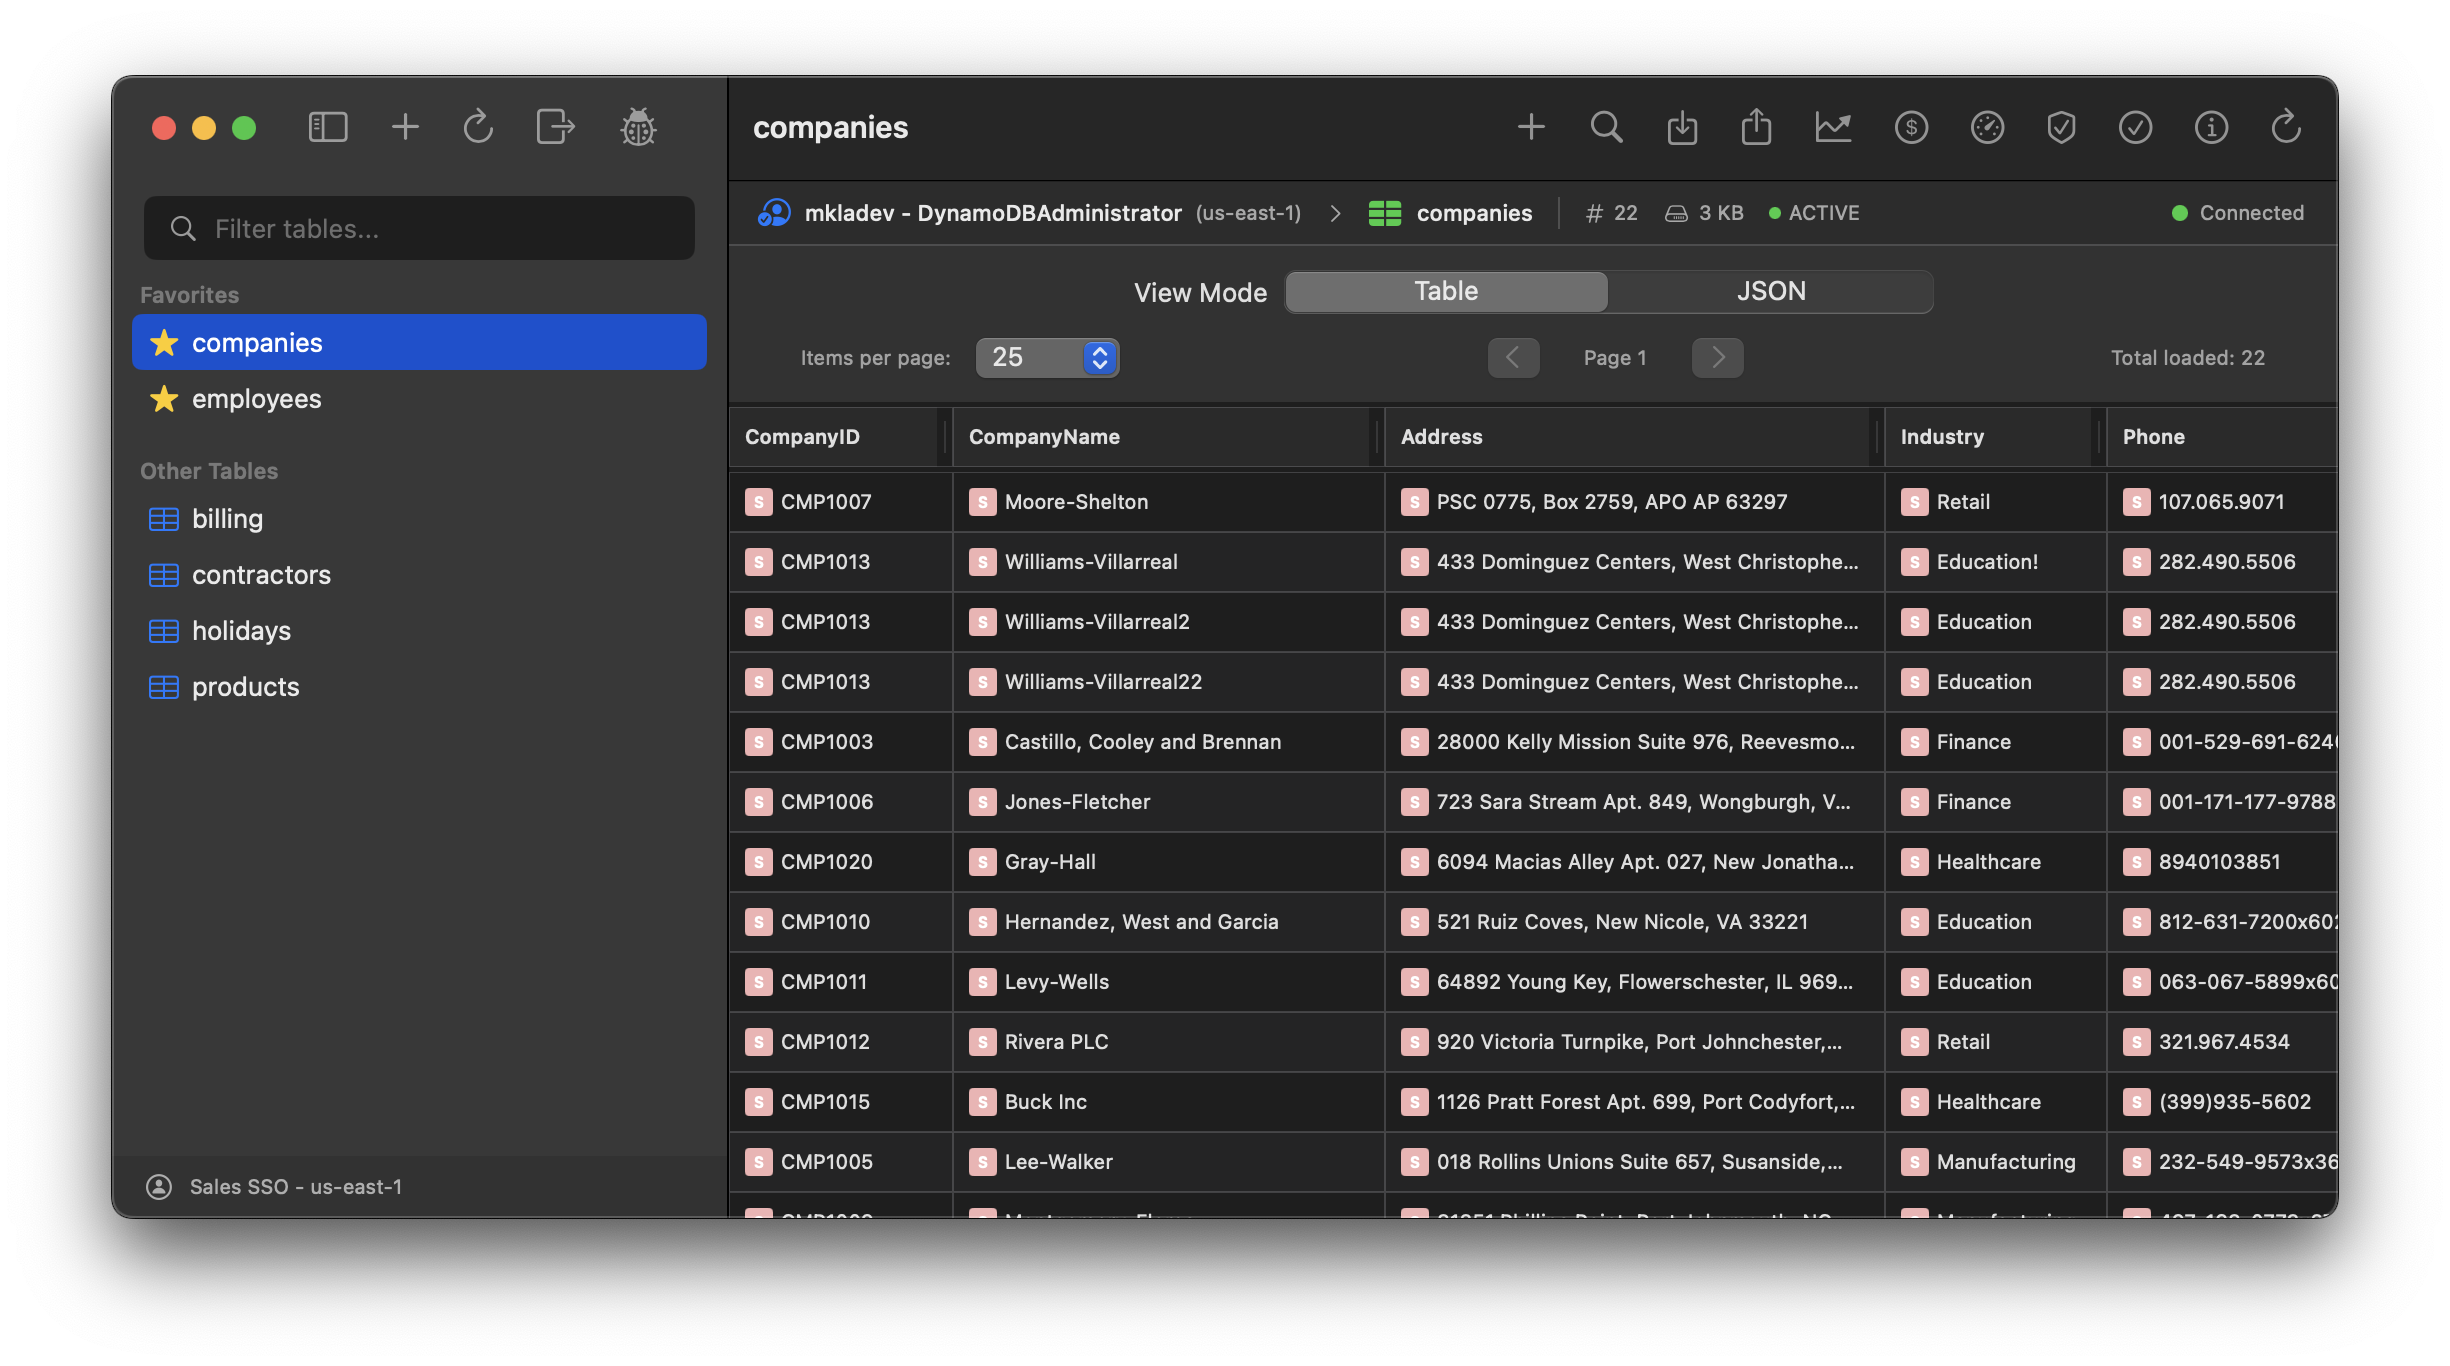 companies
Filter tables...
Favorites
companies
employees
Other Tables
billing
contractors
holidays
products
Sales SSO - us-east-1
mkladev - DynamoDBAdministrator (us-east-1) > companies # 22 3 KB ACTIVE Connected
View Mode Table JSON
Items per page: 25 Page 1 Total loaded: 22
CompanyID CompanyName Address Industry Phone
S CMP1007 S Moore-Shelton S PSC 0775, Box 2759, APO AP 63297 S Retail S 107.065.9071
S CMP1013 S Williams-Villarreal S 433 Dominguez Centers, West Christophe... S Education! S 282.490.5506
S CMP1013 S Williams-Villarreal2 S 433 Dominguez Centers, West Christophe... S Education S 282.490.5506
S CMP1013 S Williams-Villarreal22 S 433 Dominguez Centers, West Christophe... S Education S 282.490.5506
S CMP1003 S Castillo, Cooley and Brennan S 28000 Kelly Mission Suite 976, Reevesmo... S Finance S 001-529-691-624
S CMP1006 S Jones-Fletcher S 723 Sara Stream Apt. 849, Wongburgh, V... S Finance S 001-171-177-9788
S CMP1020 S Gray-Hall S 6094 Macias Alley Apt. 027, New Jonatha... S Healthcare S 8940103851
S CMP1010 S Hernandez, West and Garcia S 521 Ruiz Coves, New Nicole, VA 33221 S Education S 812-631-7200x60
S CMP1011 S Levy-Wells S 64892 Young Key, Flowerschester, IL 969... S Education S 063-067-5899x60
S CMP1012 S Rivera PLC S 920 Victoria Turnpike, Port Johnchester,... S Retail S 321.967.4534
S CMP1015 S Buck Inc S 1126 Pratt Forest Apt. 699, Port Codyfort,... S Healthcare S (399)935-5602
S CMP1005 S Lee-Walker S 018 Rollins Unions Suite 657, Susanside,... S Manufacturing S 232-549-9573x36